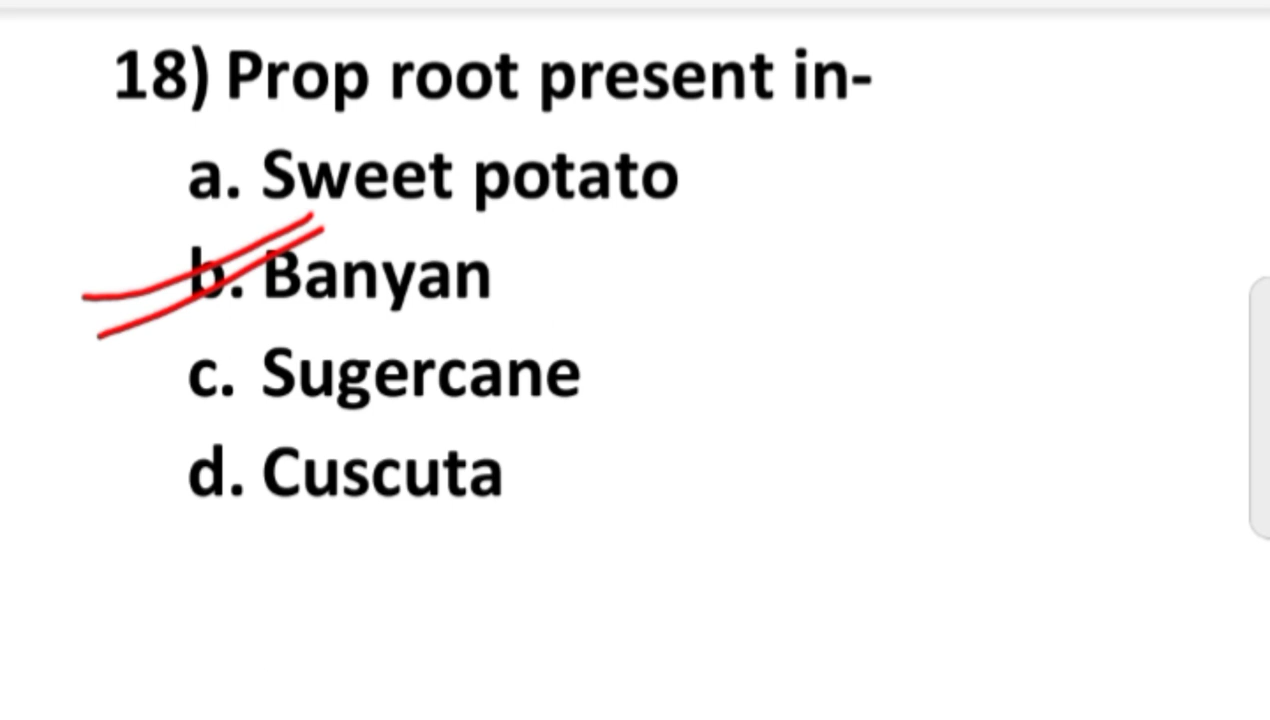 18) Prop root present in-
a. Sweet potato
b. Banyan
c. Sugercane
d. Cuscuta